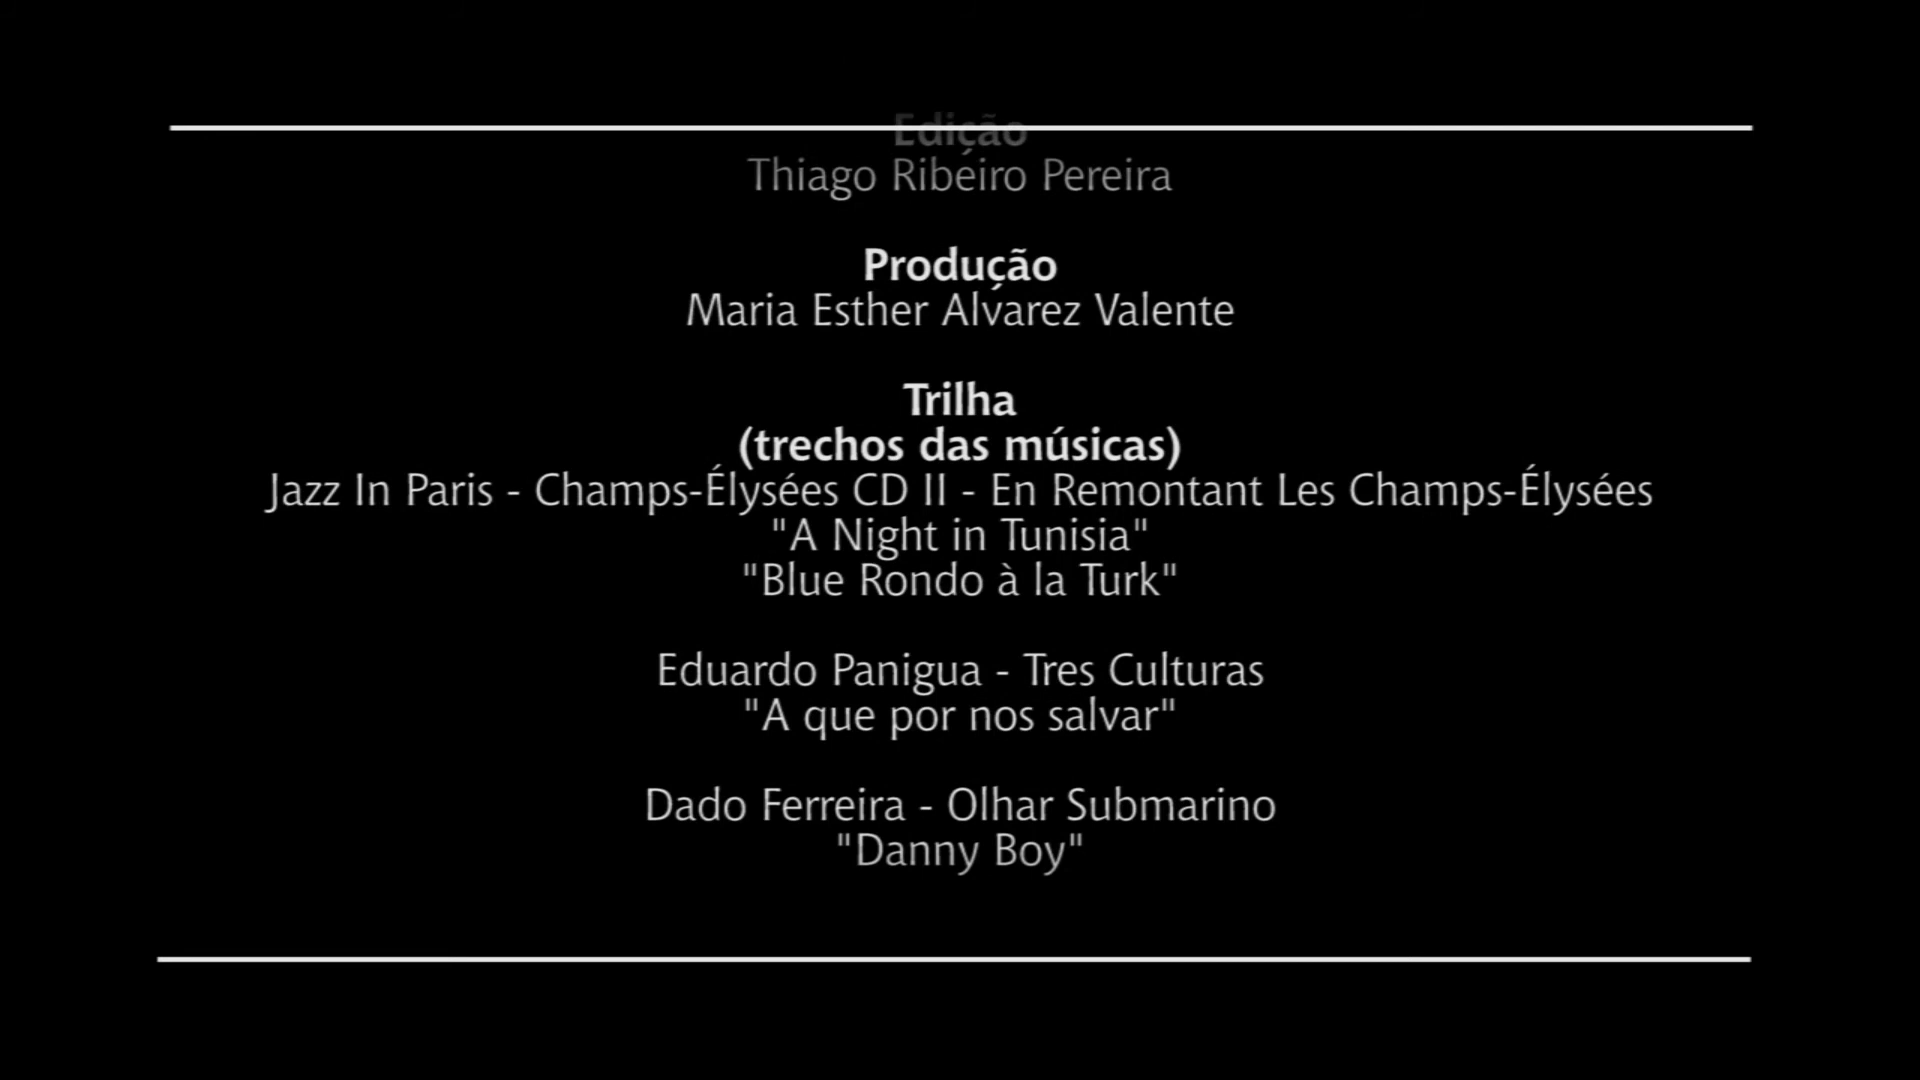 Edição
Thiago Ribeiro Pereira
Produção
Maria Esther Alvarez Valente
Trilha
(trechos das músicas)
Jazz In Paris - Champs-Élysées CD II - En Remontant Les Champs-Élysées
"A Night in Tunisia"
"Blue Rondo à la Turk"
Eduardo Panigua - Tres Culturas
"A que por nos salvar"
Dado Ferreira - Olhar Submarino
"Danny Boy"